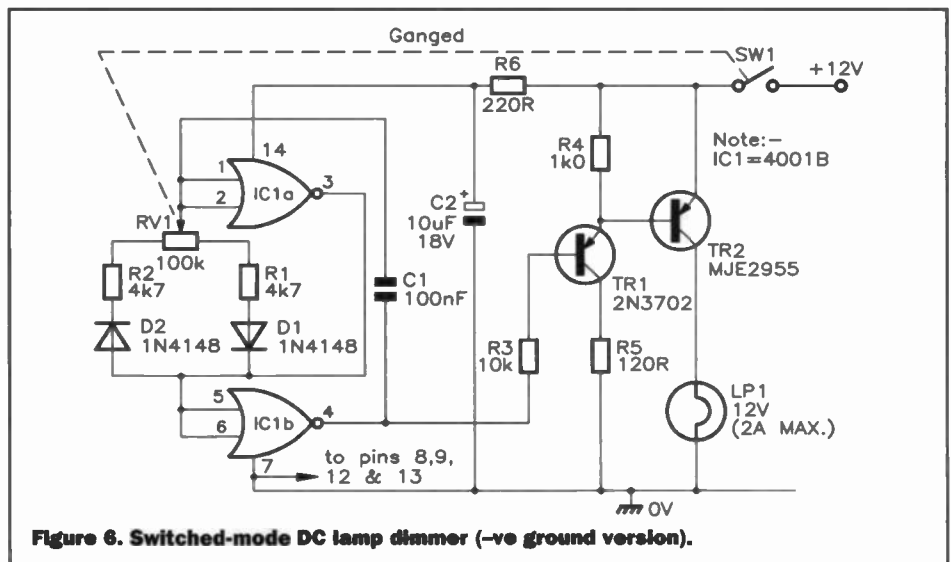 Ganged
SW1
+12V
R6
220R
14
R4
1k0
Note:–
IC1=4001B
1
2
IC1a
3
RV1
100k
C2
+
10uF
18V
TR2
MJE2955
R2
4k7
R1
4k7
C1
100nF
TR1
2N3702
D2
1N4148
D1
1N4148
R3
10k
R5
120R
5
6
IC1b
4
LP1
12V
(2A MAX.)
7
to pins 8,9,
12 & 13
0V
Figure 6. Switched-mode DC lamp dimmer (–ve ground version).